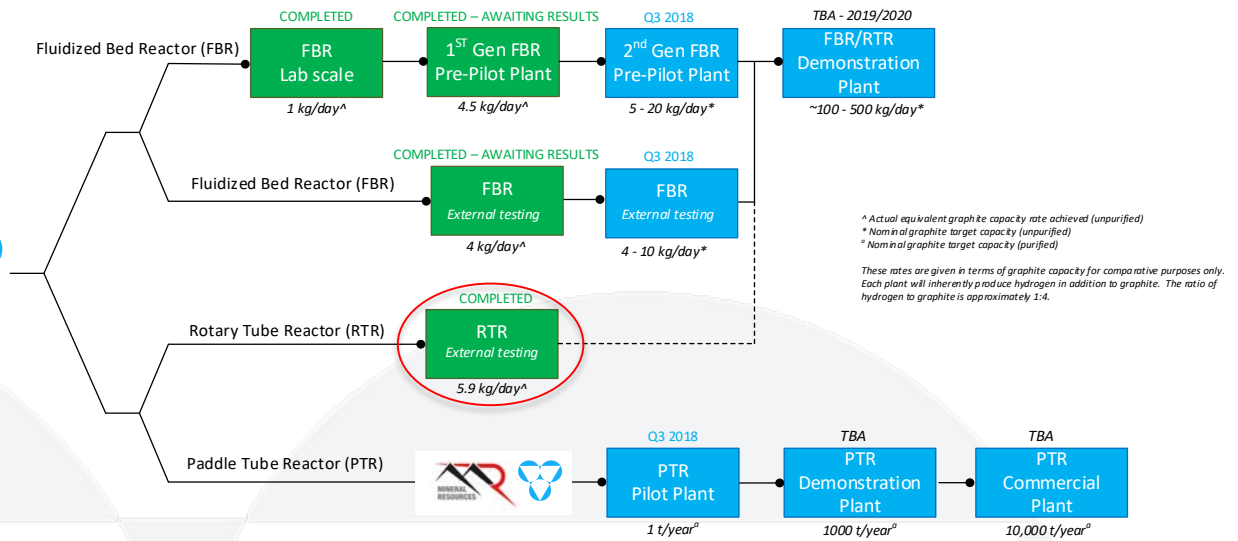 COMPLETED
COMPLETED – AWAITING RESULTS
Q3 2018
TBA - 2019/2020
Fluidized Bed Reactor (FBR)
FBR
Lab scale
1 kg/day^
1ST Gen FBR
Pre-Pilot Plant
4.5 kg/day^
2nd Gen FBR
Pre-Pilot Plant
5 - 20 kg/day*
FBR/RTR
Demonstration
Plant
~100 - 500 kg/day*
COMPLETED – AWAITING RESULTS
Q3 2018
Fluidized Bed Reactor (FBR)
FBR
External testing
4 kg/day^
FBR
External testing
4 - 10 kg/day*
^ Actual equivalent graphite capacity rate achieved (unpurified)
* Nominal graphite target capacity (unpurified)
ᵃ Nominal graphite target capacity (purified)
These rates are given in terms of graphite capacity for comparative purposes only.
Each plant will inherently produce hydrogen in addition to graphite. The ratio of
hydrogen to graphite is approximately 1:4.
COMPLETED
Rotary Tube Reactor (RTR)
RTR
External testing
5.9 kg/day^
Q3 2018
TBA
TBA
Paddle Tube Reactor (PTR)
MINERAL
RESOURCES
PTR
Pilot Plant
1 t/yearᵃ
PTR
Demonstration
Plant
1000 t/yearᵃ
PTR
Commercial
Plant
10,000 t/yearᵃ